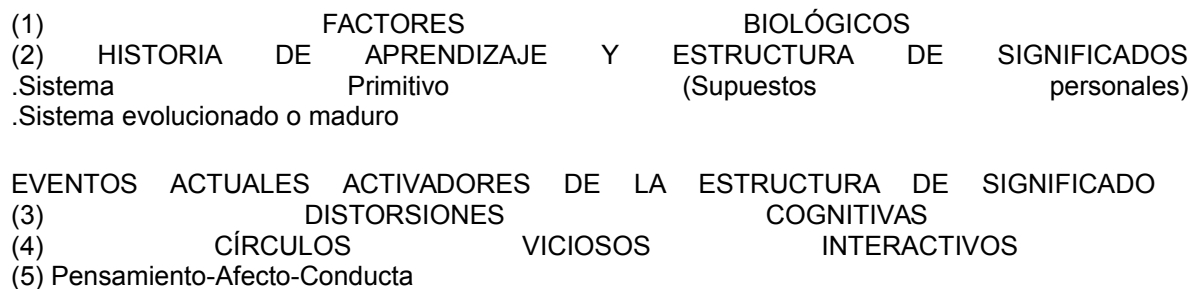 (1) FACTORES BIOLÓGICOS
(2) HISTORIA DE APRENDIZAJE Y ESTRUCTURA DE SIGNIFICADOS
.Sistema Primitivo (Supuestos personales)
.Sistema evolucionado o maduro
EVENTOS ACTUALES ACTIVADORES DE LA ESTRUCTURA DE SIGNIFICADO
(3) DISTORSIONES COGNITIVAS
(4) CÍRCULOS VICIOSOS INTERACTIVOS
(5) Pensamiento-Afecto-Conducta